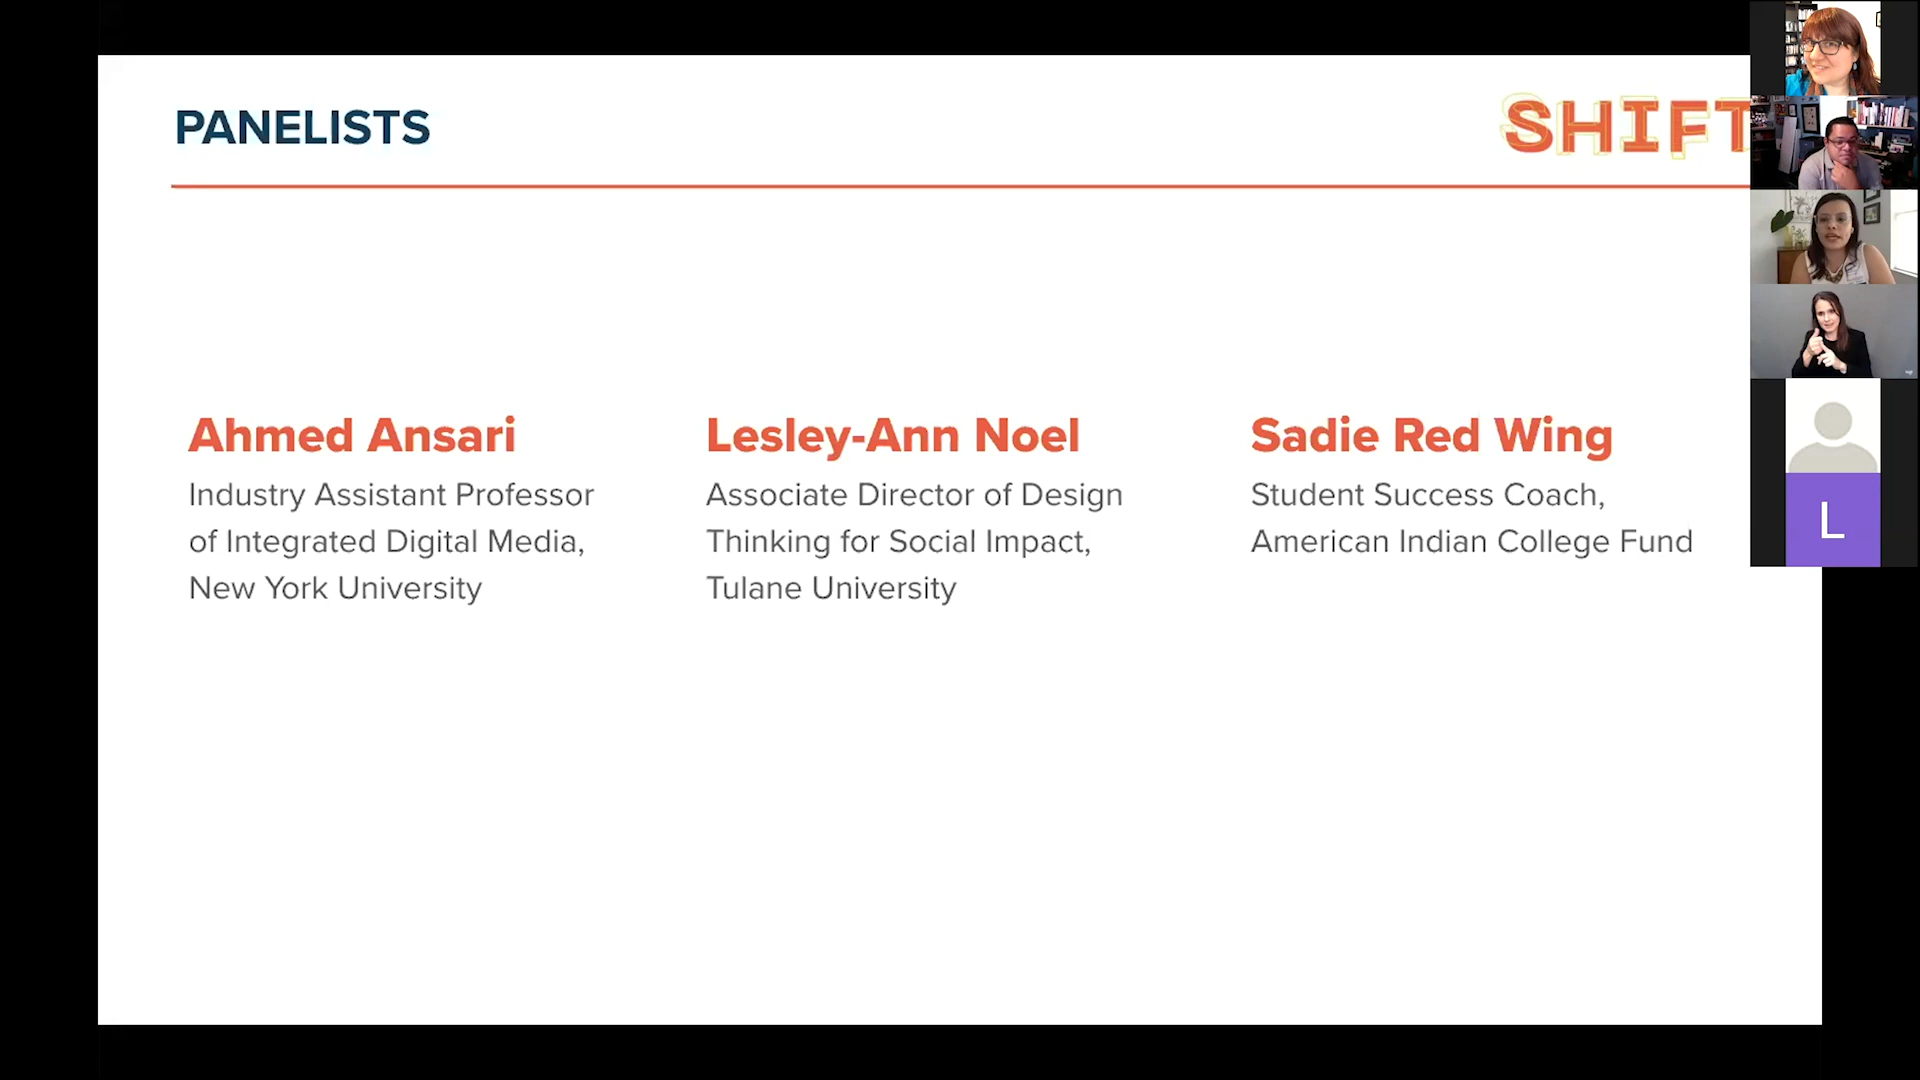 PANELISTS
SHIFT
Ahmed Ansari
Industry Assistant Professor
of Integrated Digital Media,
New York University
Lesley-Ann Noel
Associate Director of Design
Thinking for Social Impact,
Tulane University
Sadie Red Wing
Student Success Coach,
American Indian College Fund
L